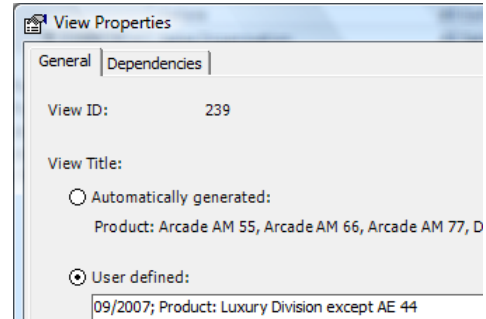 View Properties
General Dependencies
View ID: 239
View Title:
Automatically generated:
Product: Arcade AM 55, Arcade AM 66, Arcade AM 77, D
User defined:
09/2007; Product: Luxury Division except AE 44